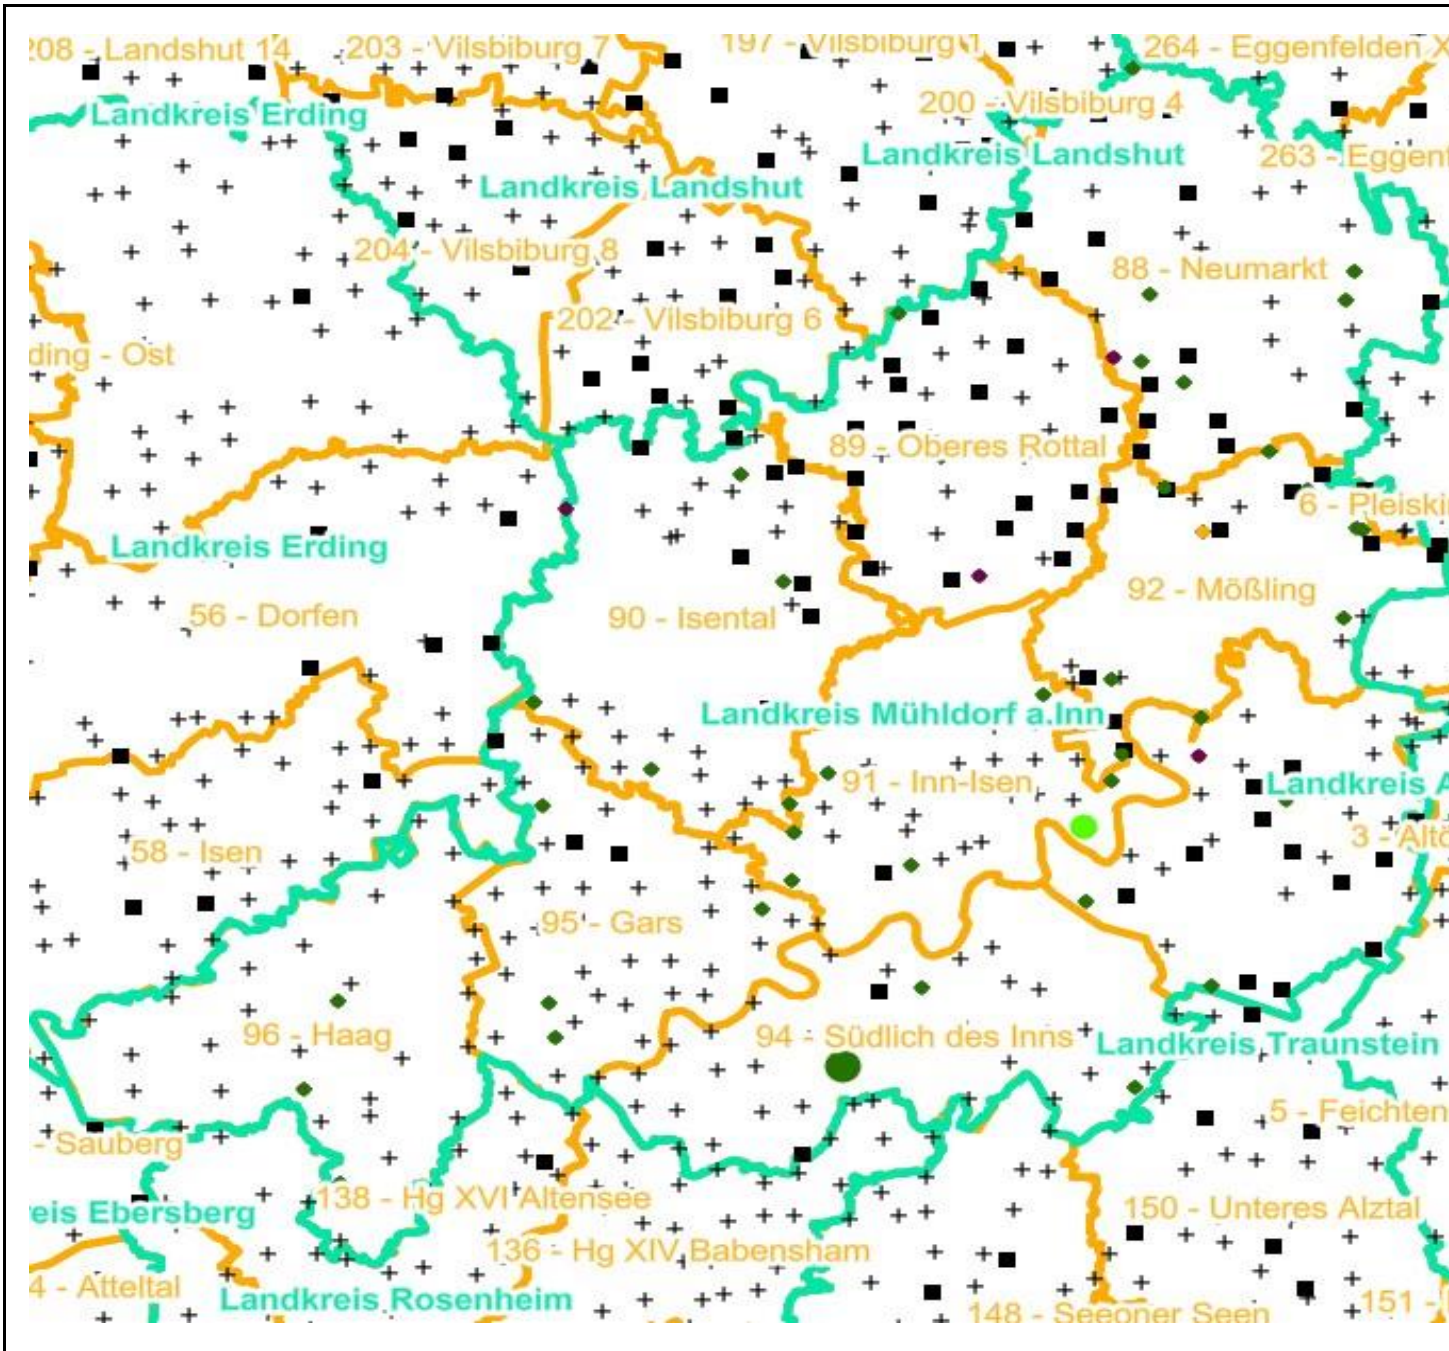 208 - Landshut 14
203 - Vilsbiburg 7
197 - Vilsbiburg 1
264 - Eggenfelden X
200 - Vilsbiburg 4
Landkreis Erding
Landkreis Landshut
263 - Eggenf
Landkreis Landshut
204 - Vilsbiburg 8
88 - Neumarkt
202 - Vilsbiburg 6
ding - Ost
89 - Oberes Rottal
6 - Pleiski
Landkreis Erding
56 - Dorfen
90 - Isental
92 - Mößling
Landkreis Mühldorf a.Inn
91 - Inn-Isen
Landkreis A
58 - Isen
3 - Altö
95 - Gars
96 - Haag
94 - Südlich des Inns
Landkreis Traunstein
5 - Feichten
- Sauberg
138 - Hg XVI Altensee
150 - Unteres Alztal
eis Ebersberg
136 - Hg XIV Babensham
4 - Atteltal
Landkreis Rosenheim
148 - Seeoner Seen
151 -